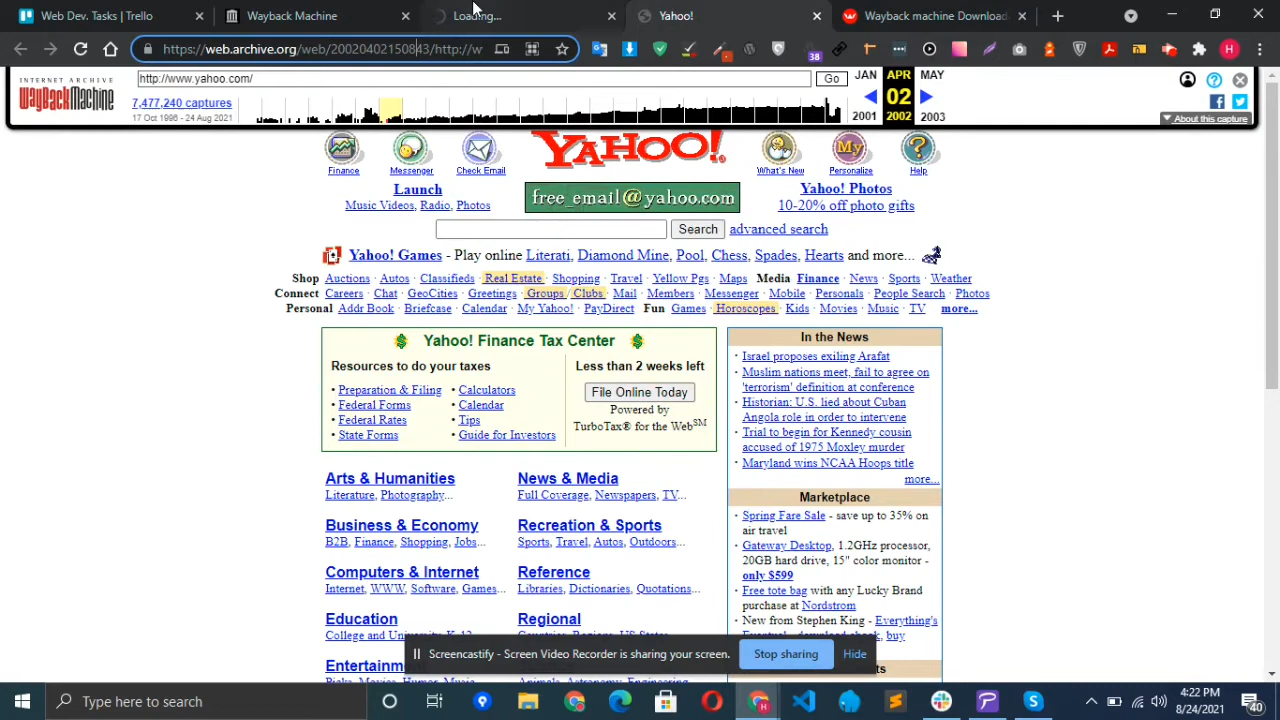 Web Dev. Tasks | Trello
Wayback Machine
Loading...
Yahoo!
Wayback machine Download
https://web.archive.org/web/20020402150843/http://w
38
H
INTERNET ARCHIVE
WayBackMachine
http://www.yahoo.com/
Go
JAN APR MAY
7,477,240 captures
02
17 Oct 1996 - 24 Aug 2021
2001 2002 2003
About this capture
Finance
Messenger
Check Email
YAHOO!
What's New
My
Personalize
?
Help
Launch
Music Videos, Radio, Photos
free_email@yahoo.com
Yahoo! Photos
10-20% off photo gifts
Search
advanced search
Yahoo! Games - Play online Literati, Diamond Mine, Pool, Chess, Spades, Hearts and more...
Shop Auctions · Autos · Classifieds · Real Estate · Shopping · Travel · Yellow Pgs · Maps Media Finance · News · Sports · Weather
Connect Careers · Chat · GeoCities · Greetings · Groups/Clubs · Mail · Members · Messenger · Mobile · Personals · People Search · Photos
Personal Addr Book · Briefcase · Calendar · My Yahoo! · PayDirect Fun Games · Horoscopes · Kids · Movies · Music · TV more...
$ Yahoo! Finance Tax Center $
Resources to do your taxes
• Preparation & Filing • Calculators
• Federal Forms • Calendar
• Federal Rates • Tips
• State Forms • Guide for Investors
Less than 2 weeks left
File Online Today
Powered by
TurboTax® for the WebSM
In the News
· Israel proposes exiling Arafat
· Muslim nations meet, fail to agree on
'terrorism' definition at conference
· Historian: U.S. lied about Cuban
Angola role in order to intervene
· Trial to begin for Kennedy cousin
accused of 1975 Moxley murder
· Maryland wins NCAA Hoops title
more...
Marketplace
· Spring Fare Sale - save up to 35% on
air travel
· Gateway Desktop, 1.2GHz processor,
20GB hard drive, 15" color monitor -
only $599
· Free tote bag with any Lucky Brand
purchase at Nordstrom
· New from Stephen King - Everything's
buy
Arts & Humanities
Literature, Photography...
News & Media
Full Coverage, Newspapers, TV...
Business & Economy
B2B, Finance, Shopping, Jobs...
Recreation & Sports
Sports, Travel, Autos, Outdoors...
Computers & Internet
Internet, WWW, Software, Games...
Reference
Libraries, Dictionaries, Quotations...
Education
College and
Regional
Screencastify - Screen Video Recorder is sharing your screen.
Stop sharing
Hide
Type here to search
4:22 PM
8/24/2021
40